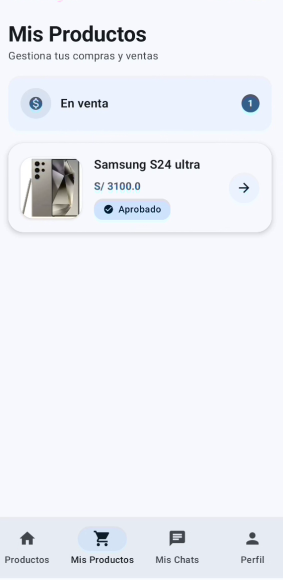 Mis Productos
Gestiona tus compras y ventas
$ En venta 1
Samsung S24 ultra
S/ 3100.0
Aprobado
Productos Mis Productos Mis Chats Perfil